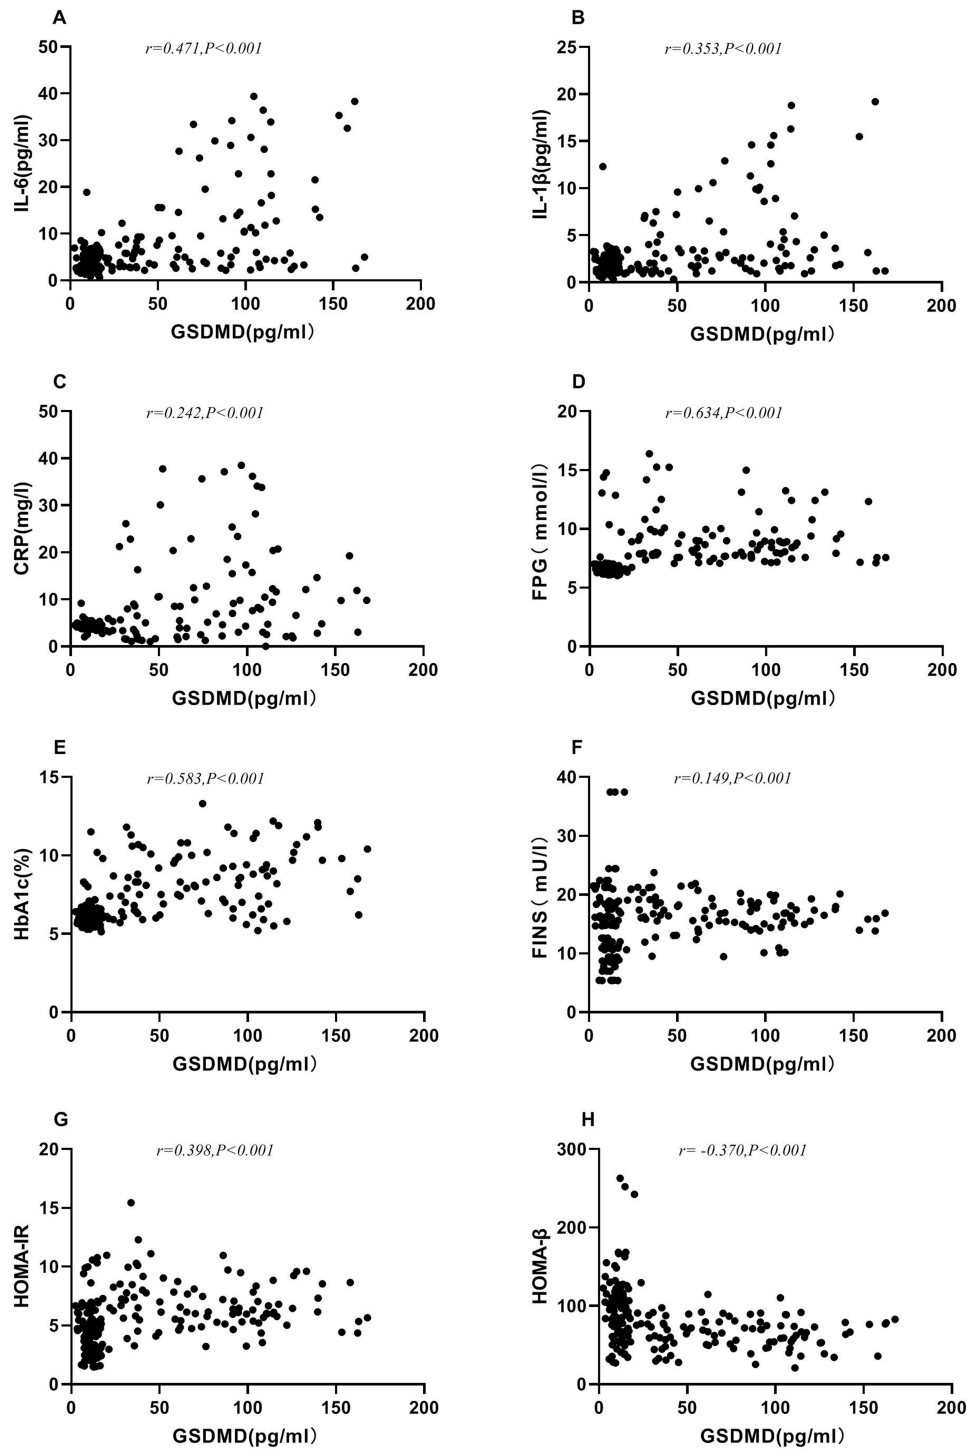 A
r=0.471,P<0.001
50
40
30
20
10
0
IL-6(pg/ml)
0 50 100 150 200
GSDMD(pg/ml）
B
r=0.353,P<0.001
25
20
15
10
5
0
IL-1β(pg/ml)
0 50 100 150 200
GSDMD(pg/ml）
C
r=0.242,P<0.001
50
40
30
20
10
0
CRP(mg/l)
0 50 100 150 200
GSDMD(pg/ml）
D
r=0.634,P<0.001
20
15
10
5
0
FPG（ mmol/l）
0 50 100 150 200
GSDMD(pg/ml）
E
r=0.583,P<0.001
15
10
5
0
HbA1c(%)
0 50 100 150 200
GSDMD(pg/ml）
F
r=0.149,P<0.001
40
30
20
10
0
FINS（ mU/l）
0 50 100 150 200
GSDMD(pg/ml）
G
r=0.398,P<0.001
20
15
10
5
0
HOMA-IR
0 50 100 150 200
GSDMD(pg/ml）
H
r= -0.370,P<0.001
300
200
100
0
HOMA-β
0 50 100 150 200
GSDMD(pg/ml）